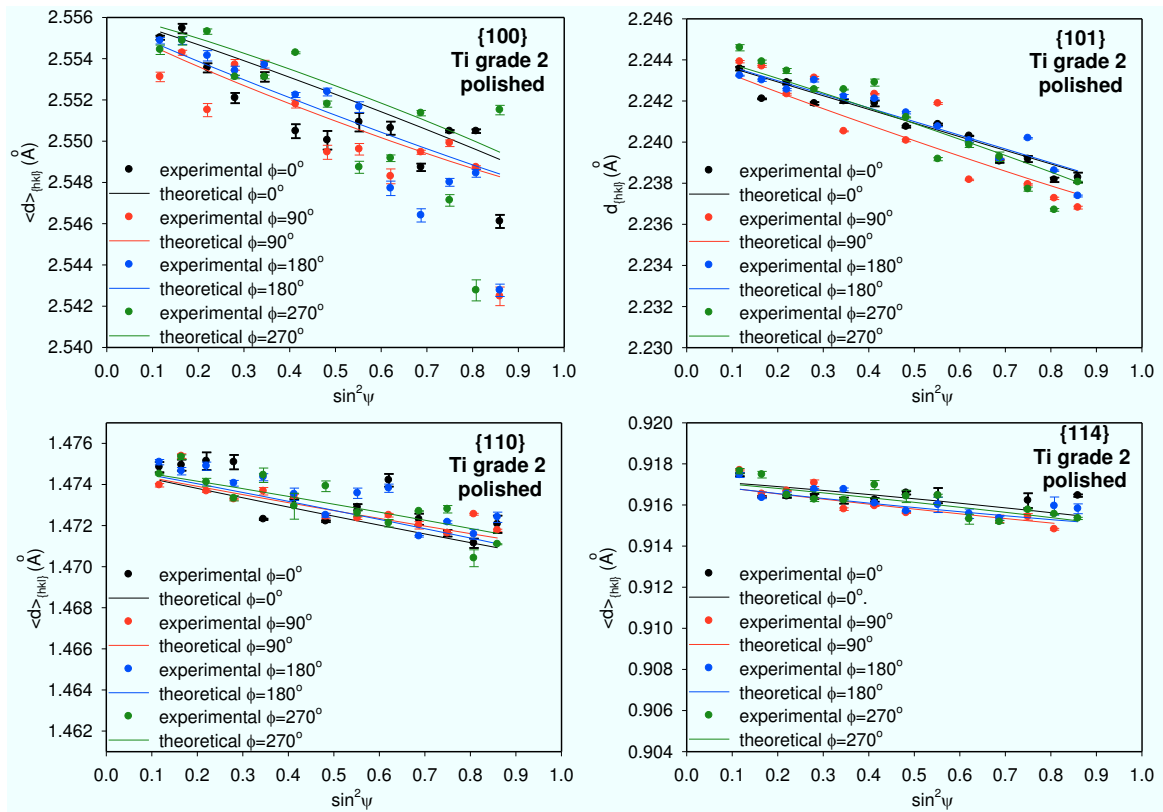 {100}
Ti grade 2
polished
<d>{hkl} (Å)
2.556
2.554
2.552
2.550
2.548
2.546
2.544
2.542
2.540
experimental ϕ=0°
theoretical ϕ=0°
experimental ϕ=90°
theoretical ϕ=90°
experimental ϕ=180°
theoretical ϕ=180°
experimental ϕ=270°
theoretical ϕ=270°
0.0 0.1 0.2 0.3 0.4 0.5 0.6 0.7 0.8 0.9 1.0
sin²ψ
{101}
Ti grade 2
polished
d{hkl} (Å)
2.246
2.244
2.242
2.240
2.238
2.236
2.234
2.232
2.230
experimental ϕ=0°
theoretical ϕ=0°
experimental ϕ=90°
theoretical ϕ=90°
experimental ϕ=180°
theoretical ϕ=180°
experimental ϕ=270°
theoretical ϕ=270°
0.0 0.1 0.2 0.3 0.4 0.5 0.6 0.7 0.8 0.9 1.0
sin²ψ
{110}
Ti grade 2
polished
<d>{hkl} (Å)
1.476
1.474
1.472
1.470
1.468
1.466
1.464
1.462
1.461
experimental ϕ=0°
theoretical ϕ=0°
experimental ϕ=90°
theoretical ϕ=90°
experimental ϕ=180°
theoretical ϕ=180°
experimental ϕ=270°
theoretical ϕ=270°
0.0 0.1 0.2 0.3 0.4 0.5 0.6 0.7 0.8 0.9 1.0
sin²ψ
{114}
Ti grade 2
polished
<d>{hkl} (Å)
0.920
0.918
0.916
0.914
0.912
0.910
0.908
0.906
0.904
experimental ϕ=0°
theoretical ϕ=0°.
experimental ϕ=90°
theoretical ϕ=90°
experimental ϕ=180°
theoretical ϕ=180°
experimental ϕ=270°
theoretical ϕ=270°
0.0 0.1 0.2 0.3 0.4 0.5 0.6 0.7 0.8 0.9 1.0
sin²ψ